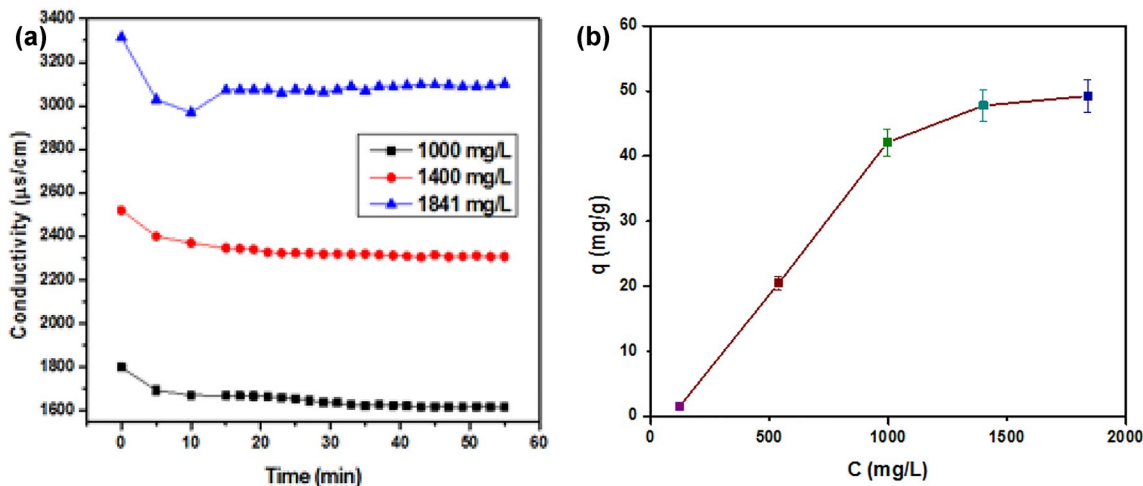 (a)
3400
3200
3000
2800
2600
2400
2200
2000
1800
1600
Conductivity (μs/cm)
1000 mg/L
1400 mg/L
1841 mg/L
0 10 20 30 40 50 60
Time (min)
(b)
60
50
40
30
20
10
0
q (mg/g)
0 500 1000 1500 2000
C (mg/L)